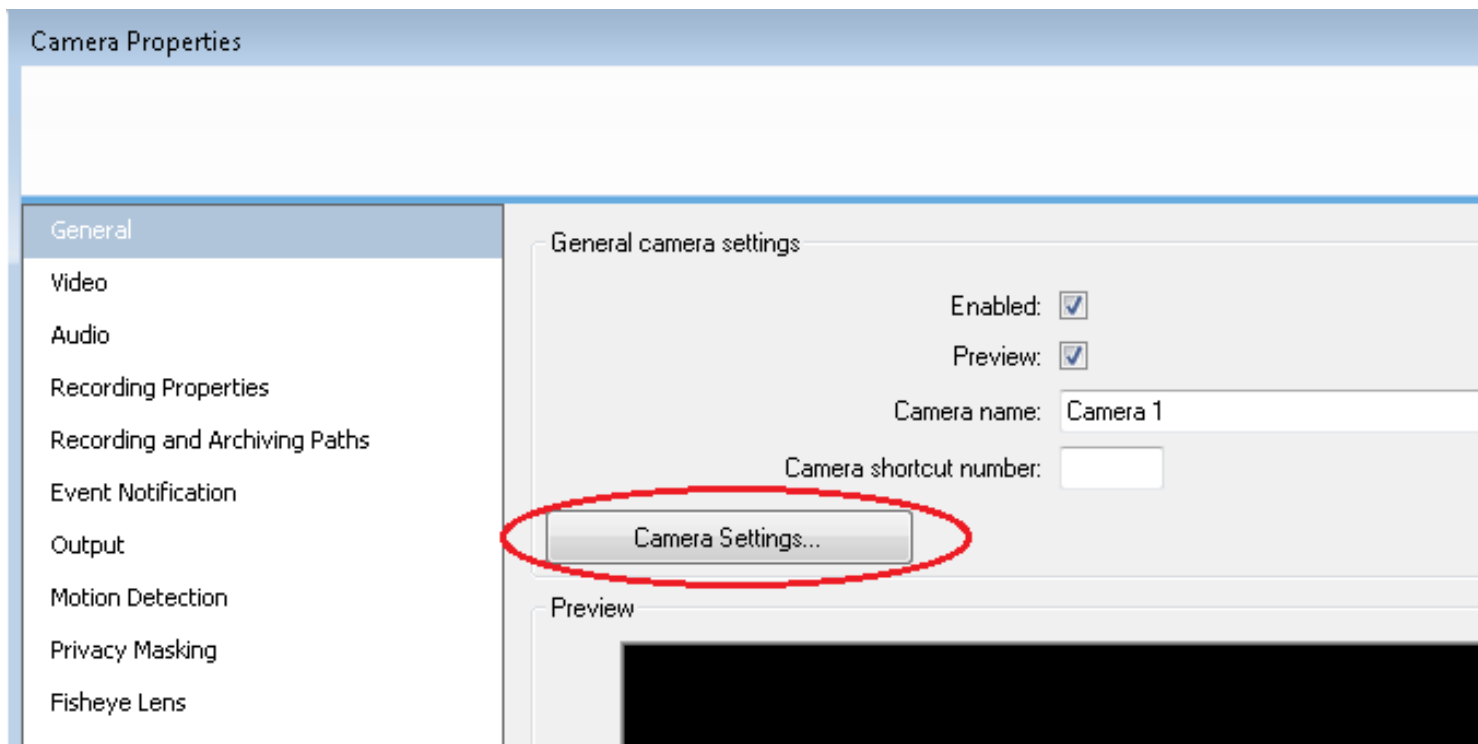 Camera Properties
General
Video
Audio
Recording Properties
Recording and Archiving Paths
Event Notification
Output
Motion Detection
Privacy Masking
Fisheye Lens
General camera settings
Enabled:
Preview:
Camera name: Camera 1
Camera shortcut number:
Camera Settings...
Preview